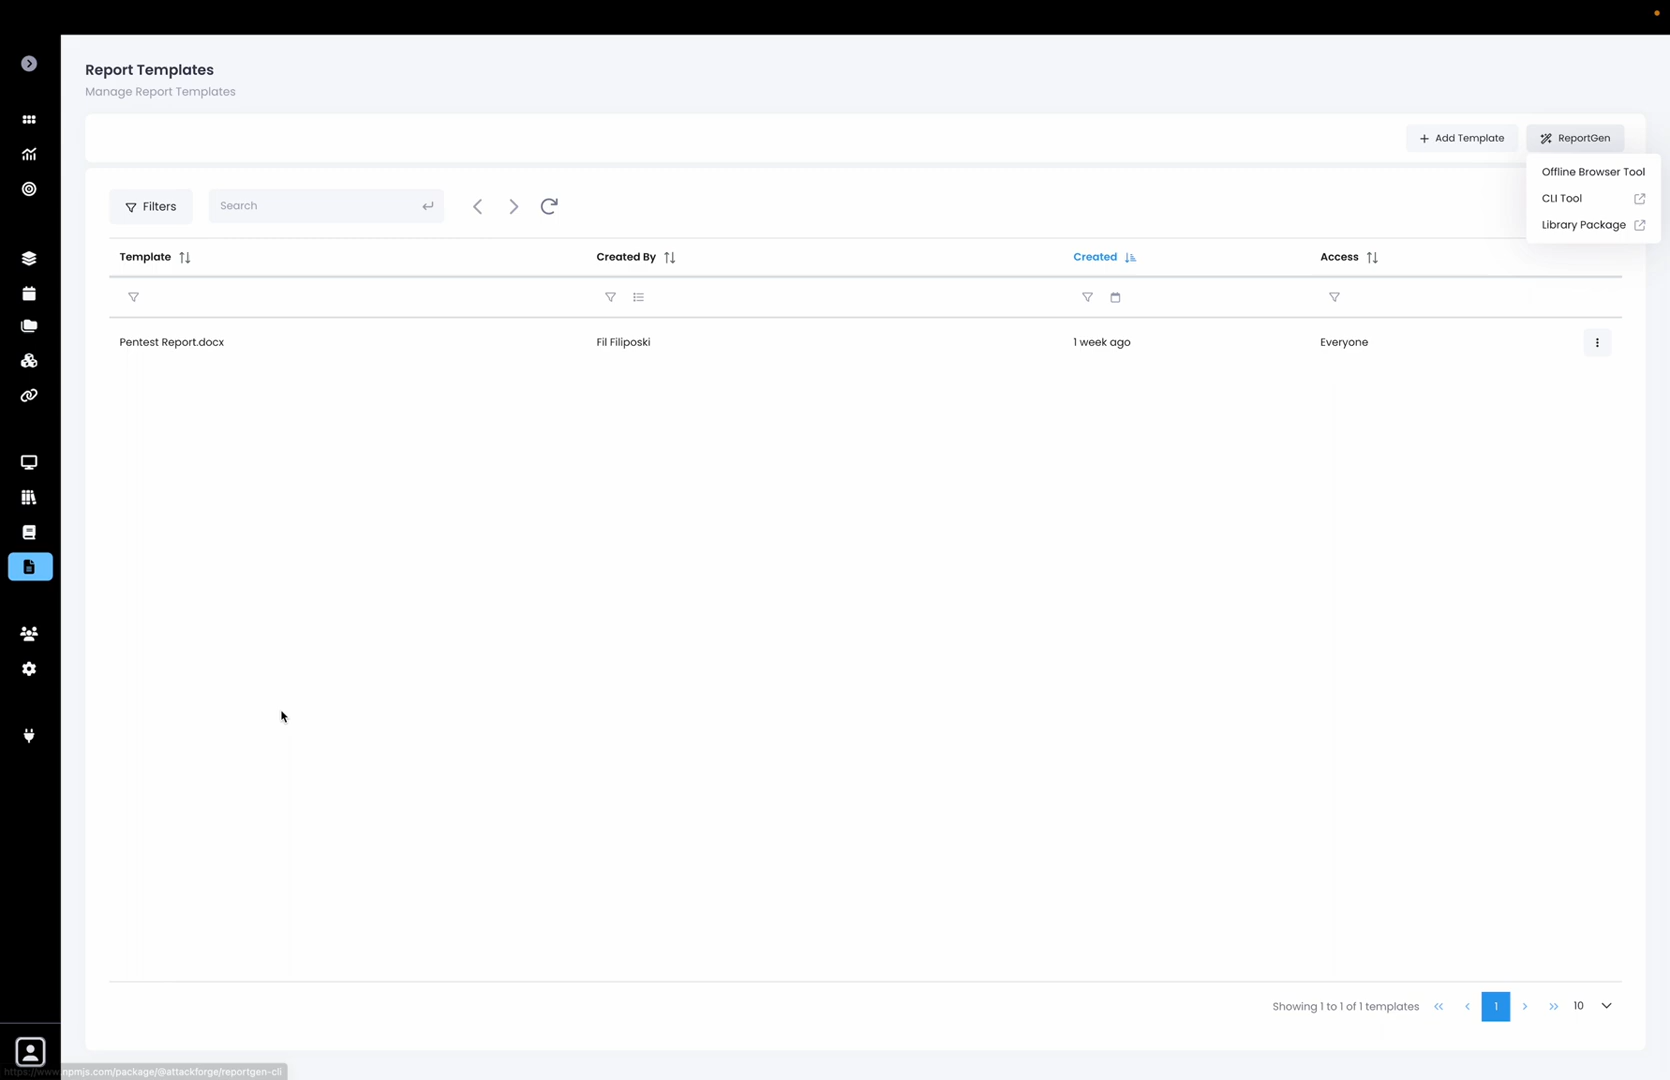 Report Templates
Manage Report Templates
Add Template
ReportGen
Offline Browser Tool
CLI Tool
Library Package
Filters
Search
Template
Created By
Created
Access
Pentest Report.docx
Fil Filiposki
1 week ago
Everyone
Showing 1 to 1 of 1 templates
1
10
https://www.npmjs.com/package/@attackforge/reportgen-cli